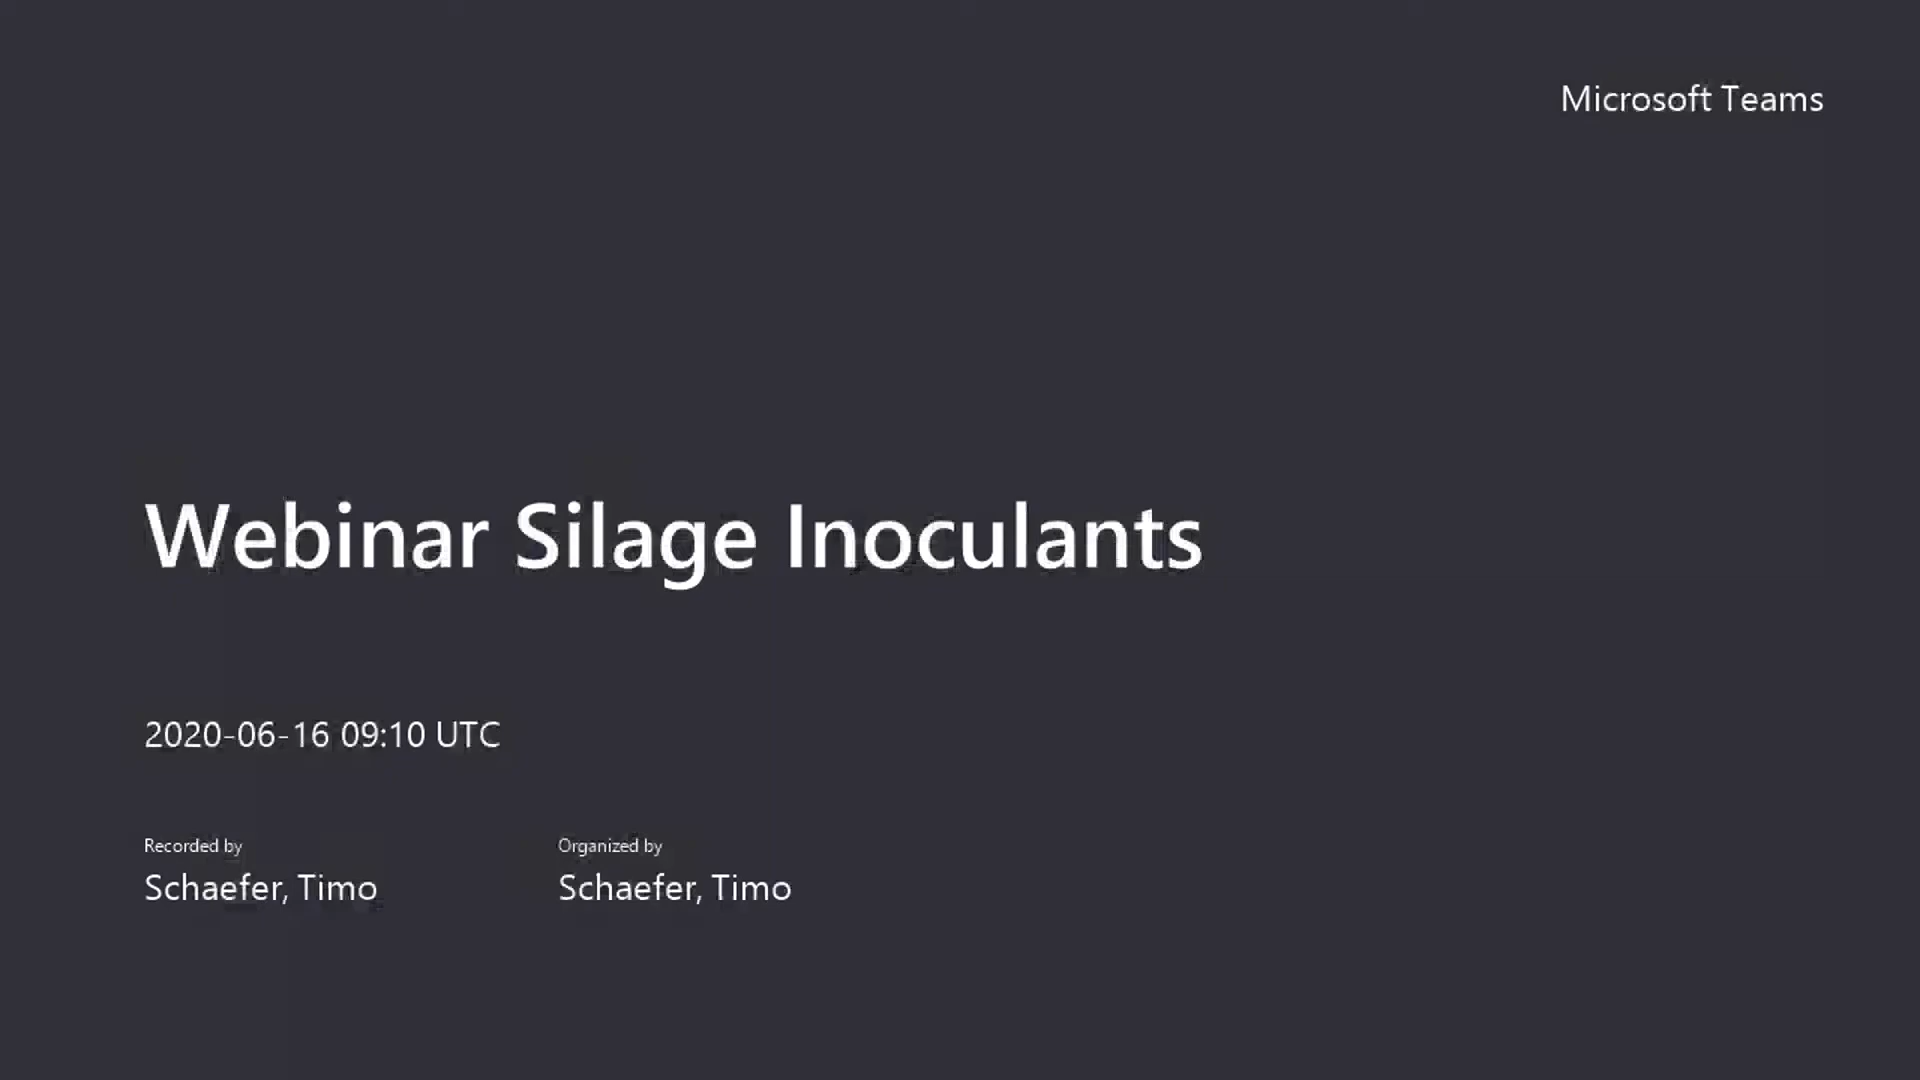 Microsoft Teams
Webinar Silage Inoculants
2020-06-16 09:10 UTC
Recorded by
Organized by
Schaefer, Timo
Schaefer, Timo